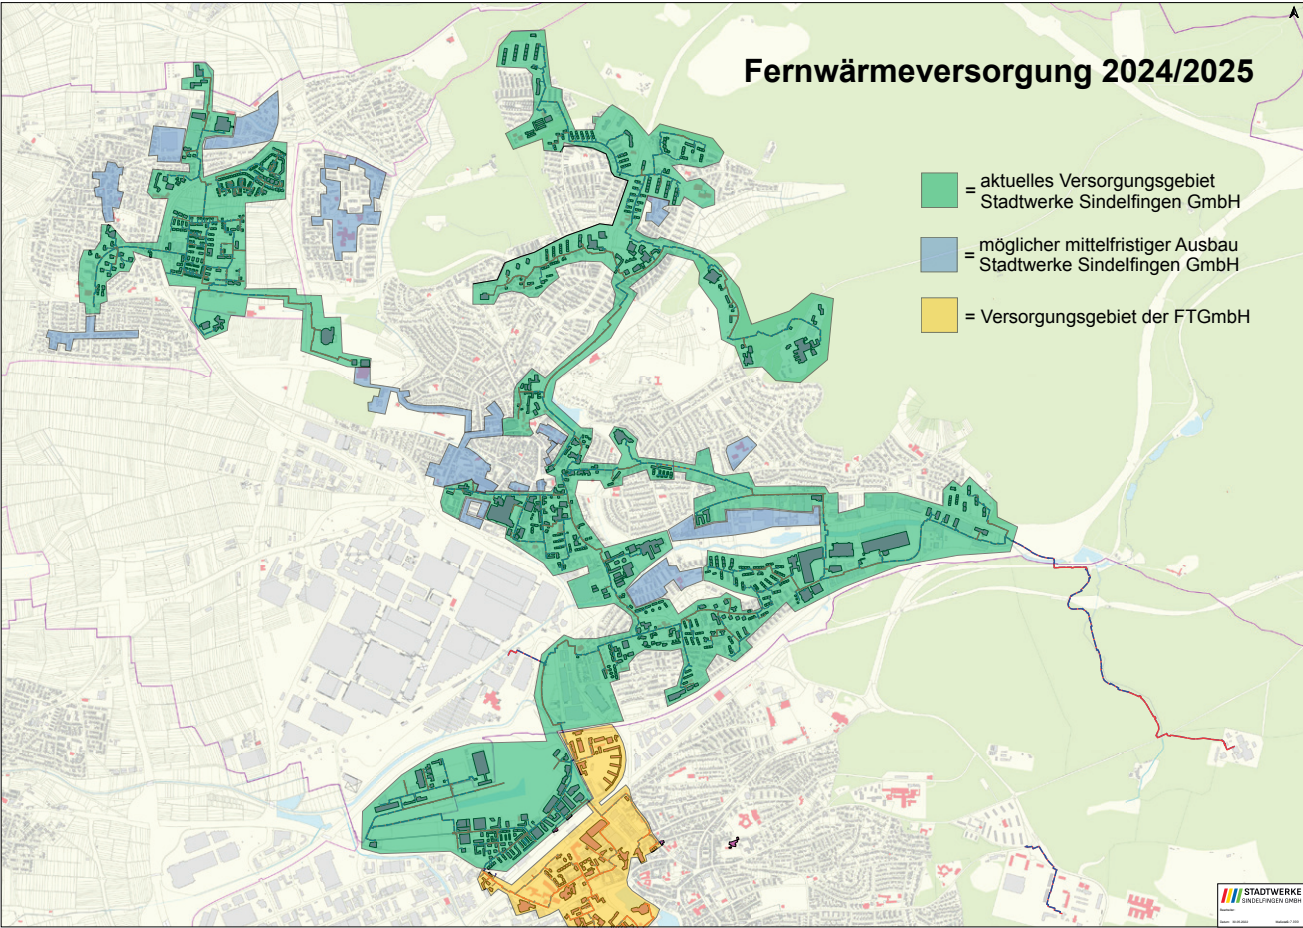 Fernwärmeversorgung 2024/2025
= aktuelles Versorgungsgebiet
Stadtwerke Sindelfingen GmbH
= möglicher mittelfristiger Ausbau
Stadtwerke Sindelfingen GmbH
= Versorgungsgebiet der FTGmbH
STADTWERKE
SINDELFINGEN GMBH